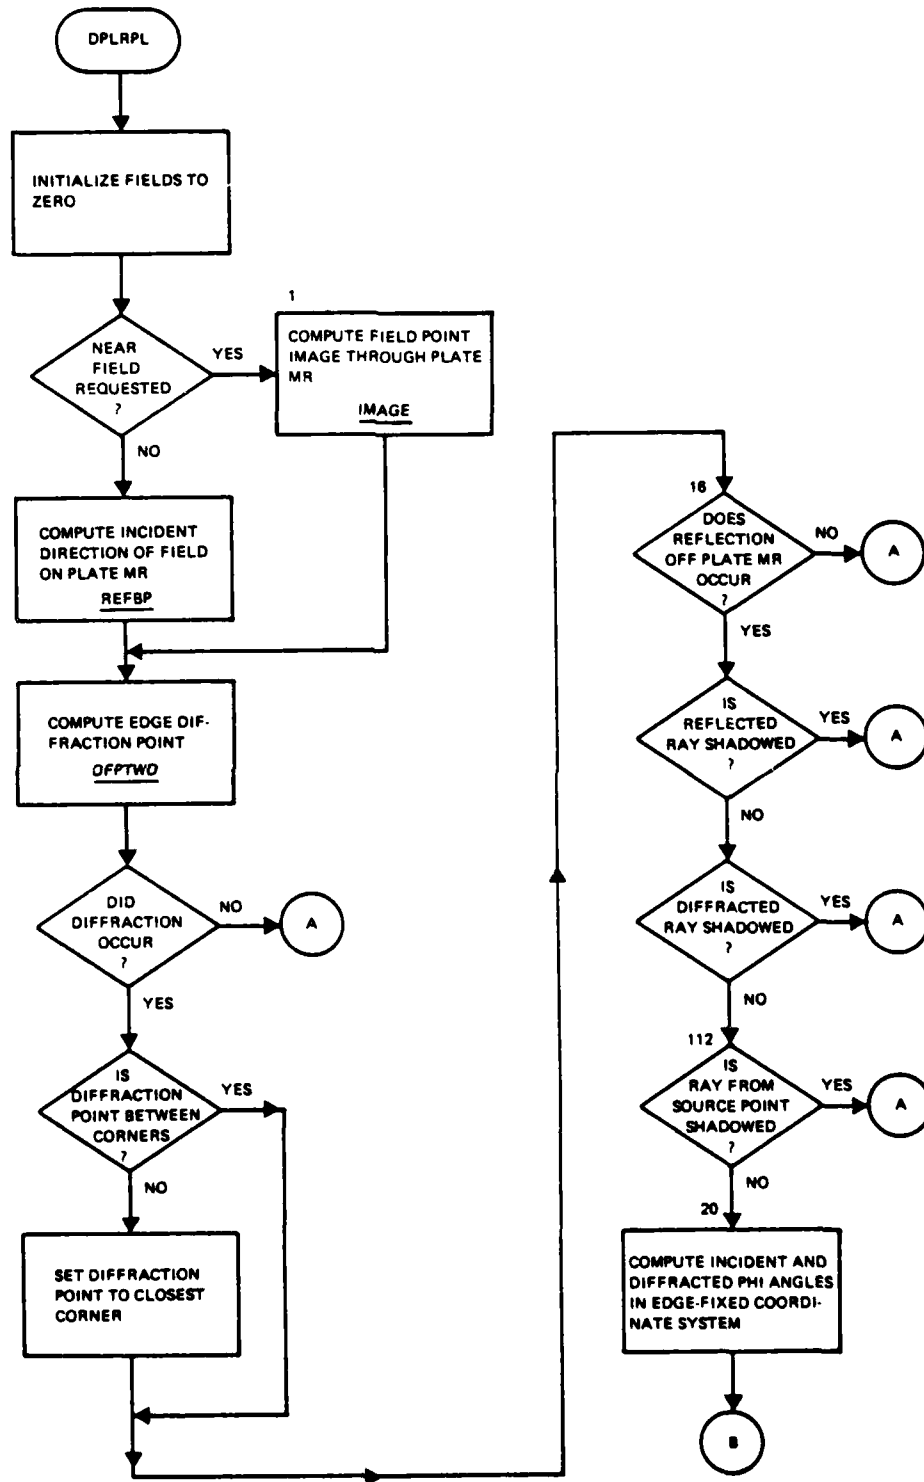 DPLRPL
INITIALIZE FIELDS TO
ZERO
NEAR
FIELD
REQUESTED
?
YES
NO
1
COMPUTE FIELD POINT
IMAGE THROUGH PLATE
MR
IMAGE
COMPUTE INCIDENT
DIRECTION OF FIELD
ON PLATE MR
REFBP
COMPUTE EDGE DIF-
FRACTION POINT
DFPTWD
DID
DIFFRACTION
OCCUR
?
NO
A
YES
IS
DIFFRACTION
POINT BETWEEN
CORNERS
?
YES
NO
SET DIFFRACTION
POINT TO CLOSEST
CORNER
16
DOES
REFLECTION
OFF PLATE MR
OCCUR
?
NO
A
YES
IS
REFLECTED
RAY SHADOWED
?
YES
A
NO
IS
DIFFRACTED
RAY SHADOWED
?
YES
A
NO
112
IS
RAY FROM
SOURCE POINT
SHADOWED
?
YES
A
NO
20
COMPUTE INCIDENT AND
DIFFRACTED PHI ANGLES
IN EDGE-FIXED COORDI-
NATE SYSTEM
B